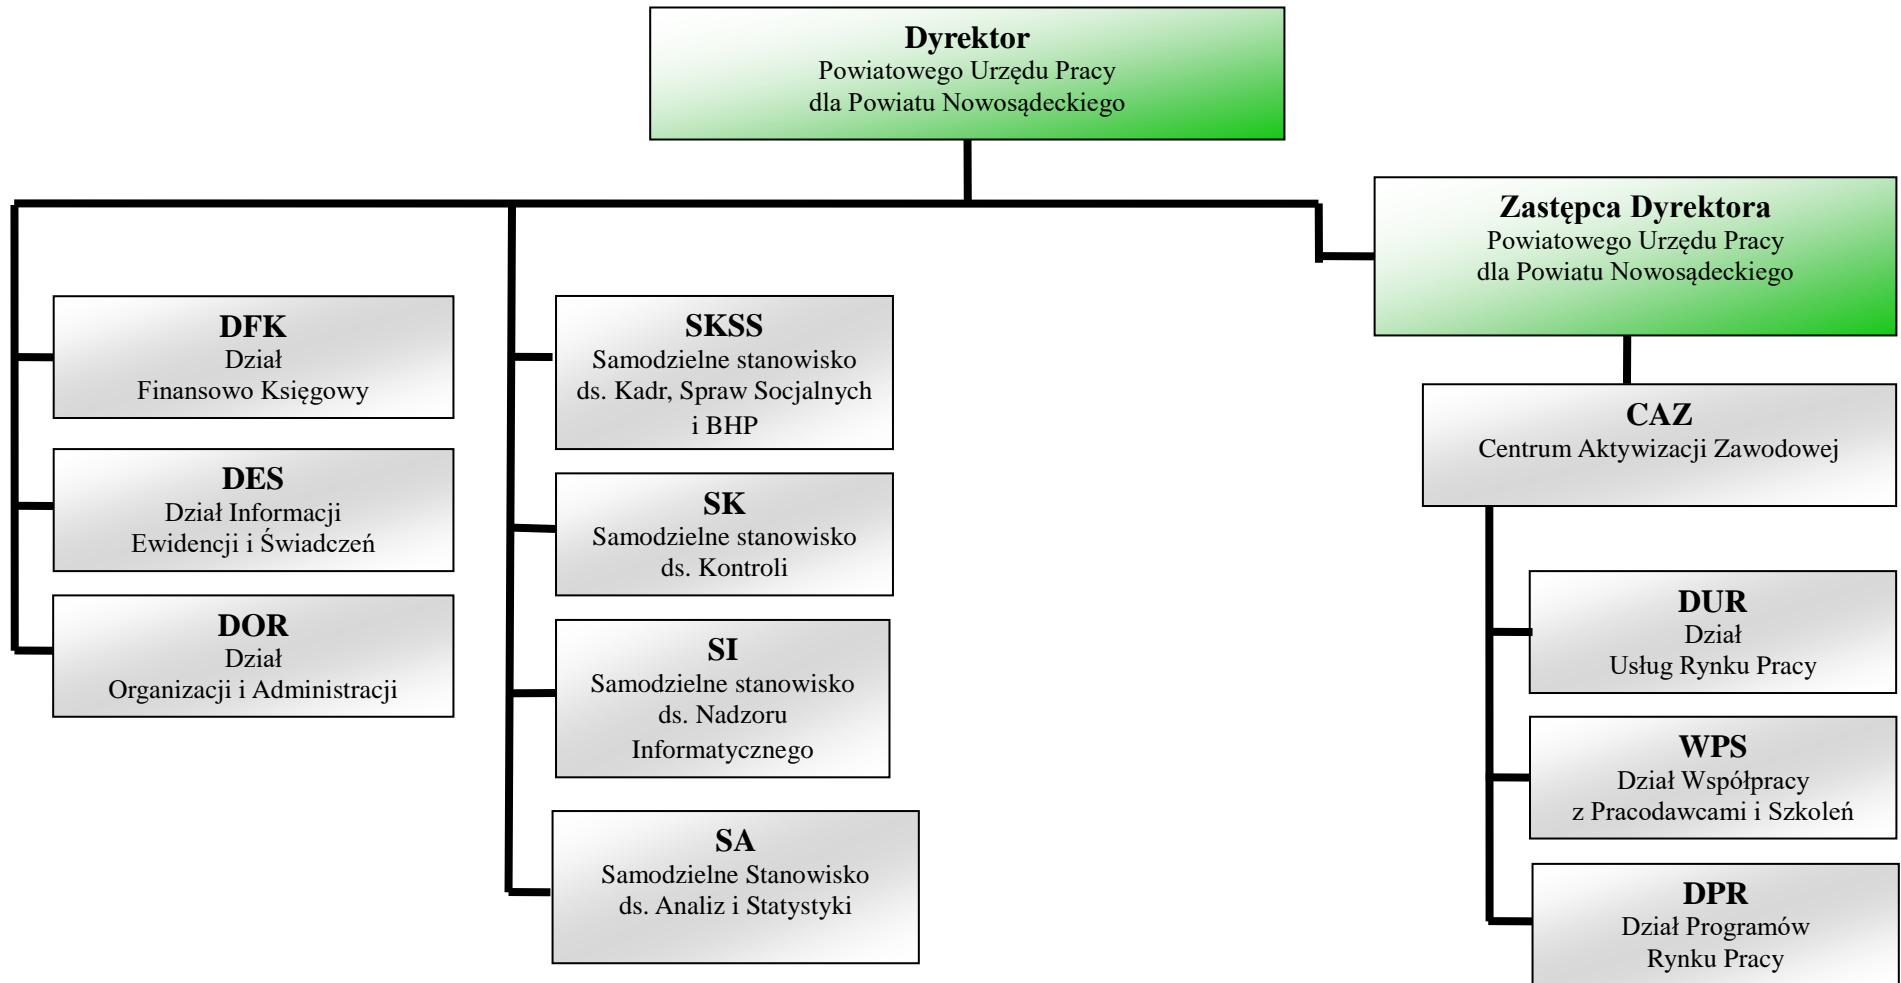 Dyrektor
Powiatowego Urzędu Pracy
dla Powiatu Nowosądeckiego
Zastępca Dyrektora
Powiatowego Urzędu Pracy
dla Powiatu Nowosądeckiego
DFK
Dział
Finansowo Księgowy
DES
Dział Informacji
Ewidencji i Świadczeń
DOR
Dział
Organizacji i Administracji
SKSS
Samodzielne stanowisko
ds. Kadr, Spraw Socjalnych
i BHP
SK
Samodzielne stanowisko
ds. Kontroli
SI
Samodzielne stanowisko
ds. Nadzoru
Informatycznego
SA
Samodzielne Stanowisko
ds. Analiz i Statystyki
CAZ
Centrum Aktywizacji Zawodowej
DUR
Dział
Usług Rynku Pracy
WPS
Dział Współpracy
z Pracodawcami i Szkoleń
DPR
Dział Programów
Rynku Pracy